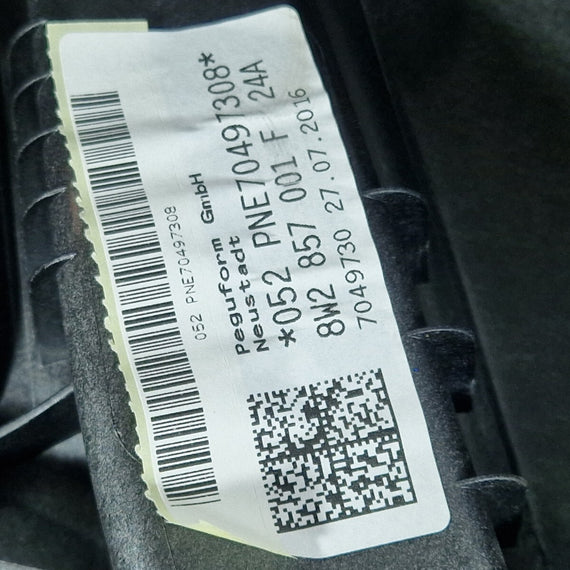 052 PNE70497308
Peguform GmbH
Neustadt
*052 PNE70497308*
8W2 857 001 F 24A
7049730 27.07.2016